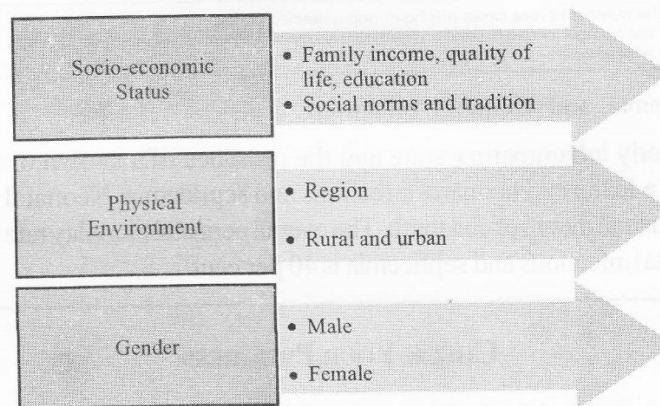 Socio-economic
Status
• Family income, quality of
life, education
• Social norms and tradition
Physical
Environment
• Region
• Rural and urban
Gender
• Male
• Female